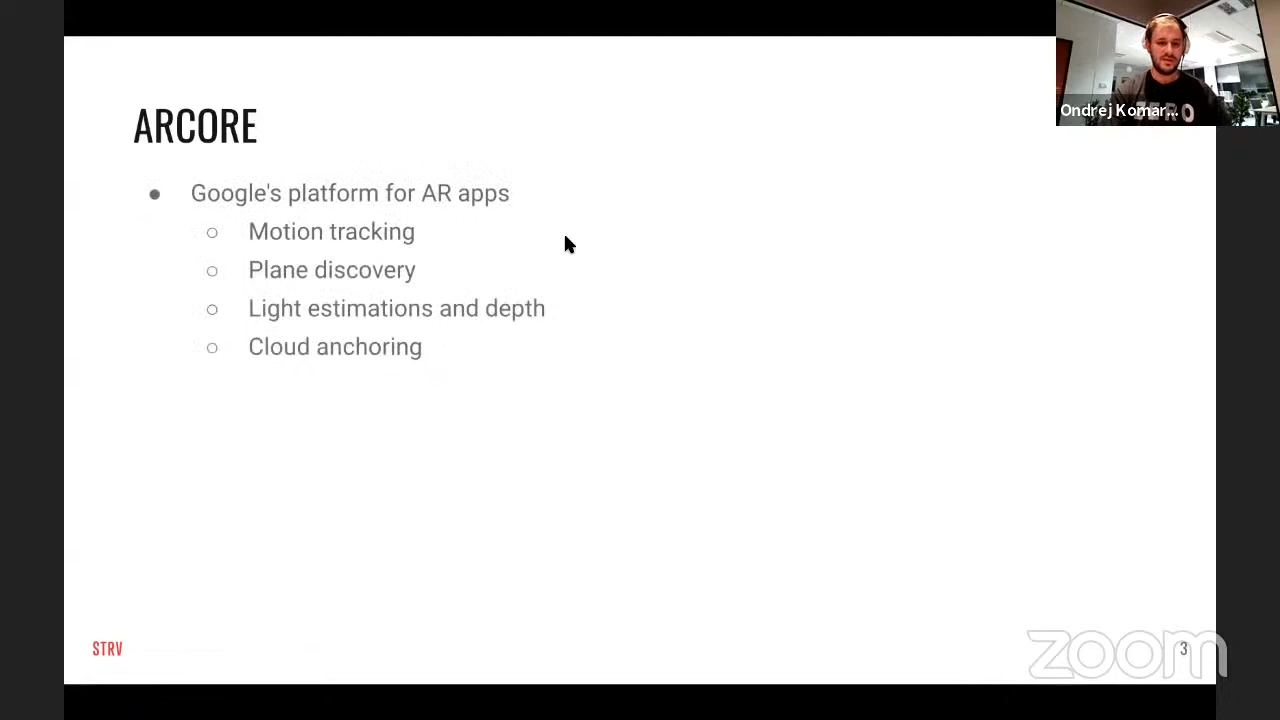 ARCORE
Google's platform for AR apps
Motion tracking
Plane discovery
Light estimations and depth
Cloud anchoring
Ondrej Komar...
ZERO
STRV
zoom
3